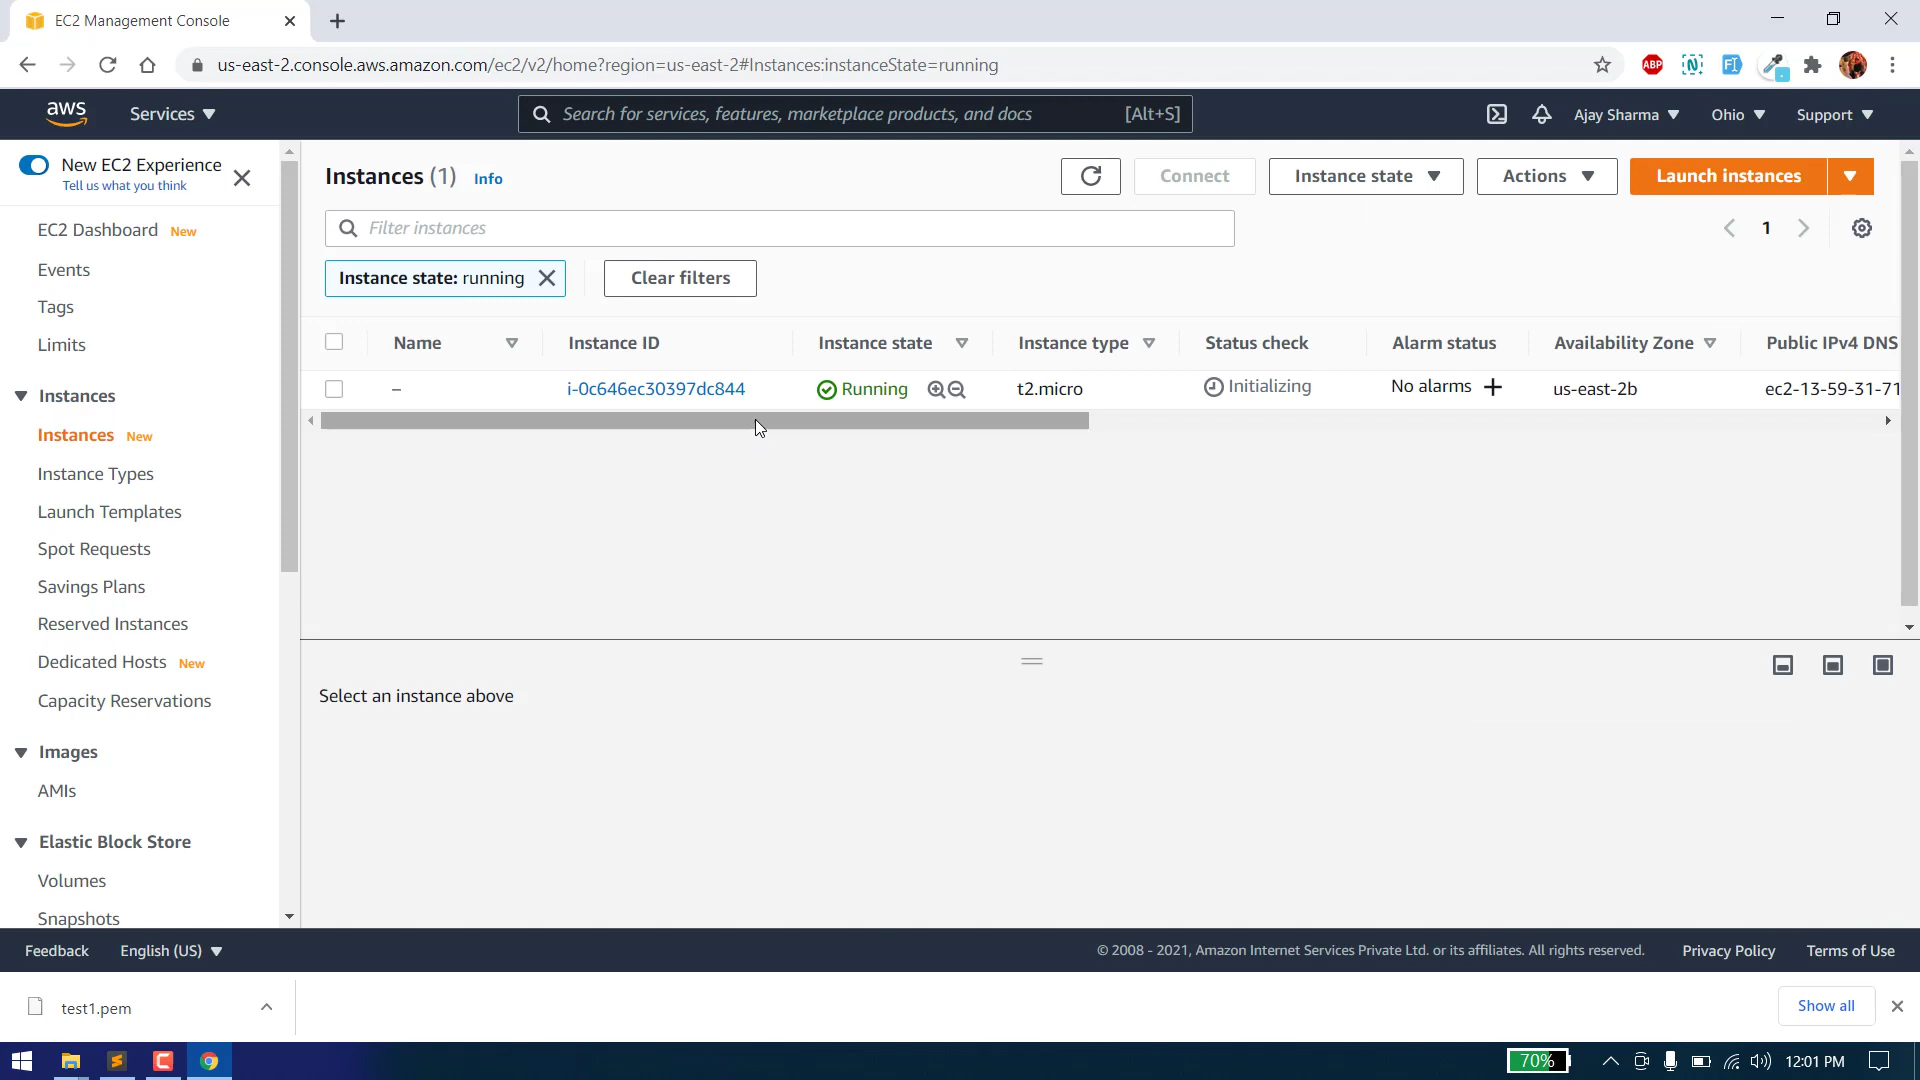 EC2 Management Console
us-east-2.console.aws.amazon.com/ec2/v2/home?region=us-east-2#Instances:instanceState=running
ABP
N
aws
Services
Search for services, features, marketplace products, and docs [Alt+S]
Ajay Sharma
Ohio
Support
New EC2 Experience
Tell us what you think
EC2 Dashboard New
Events
Tags
Limits
Instances
Instances New
Instance Types
Launch Templates
Spot Requests
Savings Plans
Reserved Instances
Dedicated Hosts New
Capacity Reservations
Images
AMIs
Elastic Block Store
Volumes
Snapshots
Instances (1) Info
Connect
Instance state
Actions
Launch instances
Filter instances
1
Instance state: running
Clear filters
Name Instance ID Instance state Instance type Status check Alarm status Availability Zone Public IPv4 DNS
– i-0c646ec30397dc844 Running t2.micro Initializing No alarms + us-east-2b ec2-13-59-31-71
Select an instance above
Feedback English (US)
© 2008 - 2021, Amazon Internet Services Private Ltd. or its affiliates. All rights reserved. Privacy Policy Terms of Use
test1.pem
Show all
70%
12:01 PM